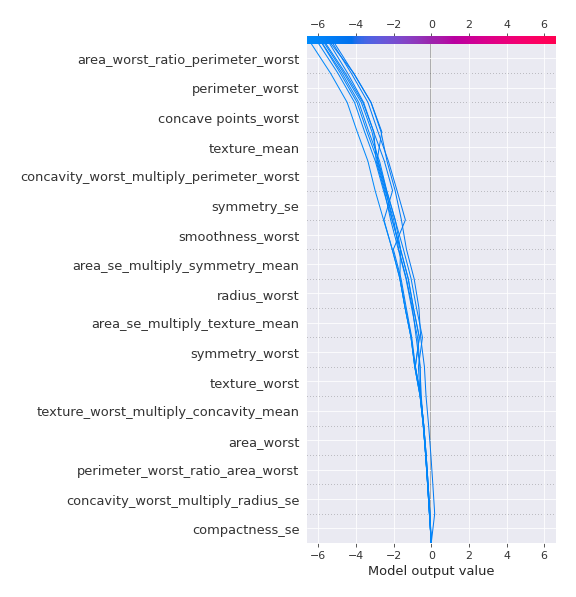 −6 −4 −2 0 2 4 6
area_worst_ratio_perimeter_worst
perimeter_worst
concave points_worst
texture_mean
concavity_worst_multiply_perimeter_worst
symmetry_se
smoothness_worst
area_se_multiply_symmetry_mean
radius_worst
area_se_multiply_texture_mean
symmetry_worst
texture_worst
texture_worst_multiply_concavity_mean
area_worst
perimeter_worst_ratio_area_worst
concavity_worst_multiply_radius_se
compactness_se
−6 −4 −2 0 2 4 6
Model output value